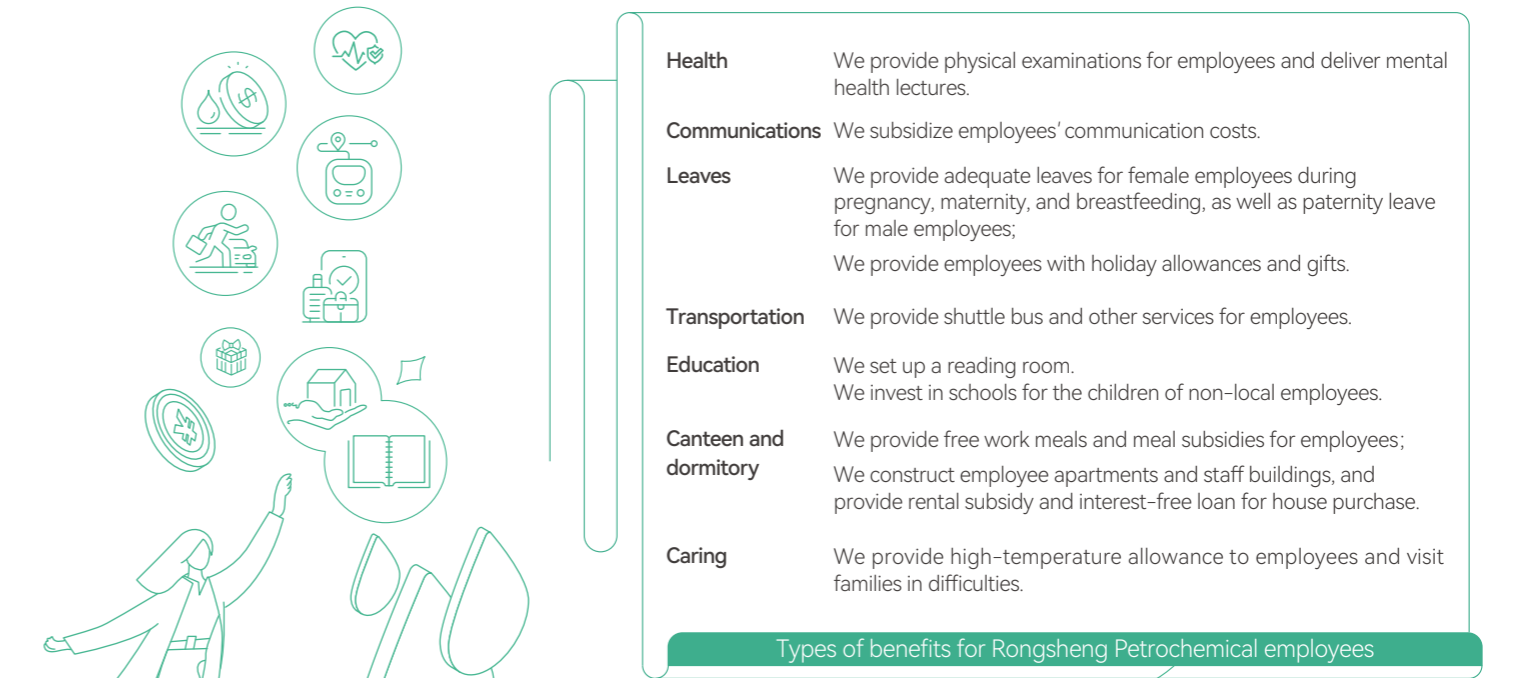 Health We provide physical examinations for employees and deliver mental
health lectures.
Communications We subsidize employees' communication costs.
Leaves We provide adequate leaves for female employees during
pregnancy, maternity, and breastfeeding, as well as paternity leave
for male employees;
We provide employees with holiday allowances and gifts.
Transportation We provide shuttle bus and other services for employees.
Education We set up a reading room.
We invest in schools for the children of non-local employees.
Canteen and
dormitory
We provide free work meals and meal subsidies for employees;
We construct employee apartments and staff buildings, and
provide rental subsidy and interest-free loan for house purchase.
Caring We provide high-temperature allowance to employees and visit
families in difficulties.
Types of benefits for Rongsheng Petrochemical employees